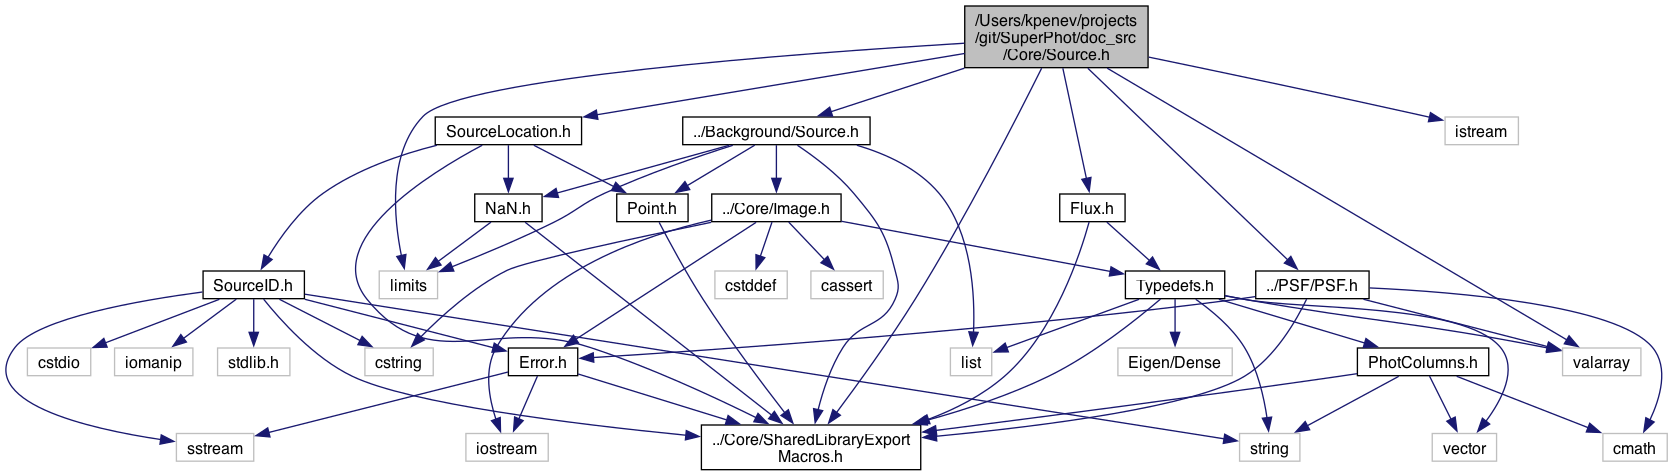 /Users/kpenev/projects
/git/SuperPhot/doc_src
/Core/Source.h
SourceLocation.h
../Background/Source.h
istream
NaN.h
Point.h
../Core/Image.h
Flux.h
SourceID.h
limits
cstddef
cassert
Typedefs.h
../PSF/PSF.h
cstdio
iomanip
stdlib.h
cstring
Error.h
list
Eigen/Dense
PhotColumns.h
valarray
sstream
iostream
../Core/SharedLibraryExport
Macros.h
string
vector
cmath